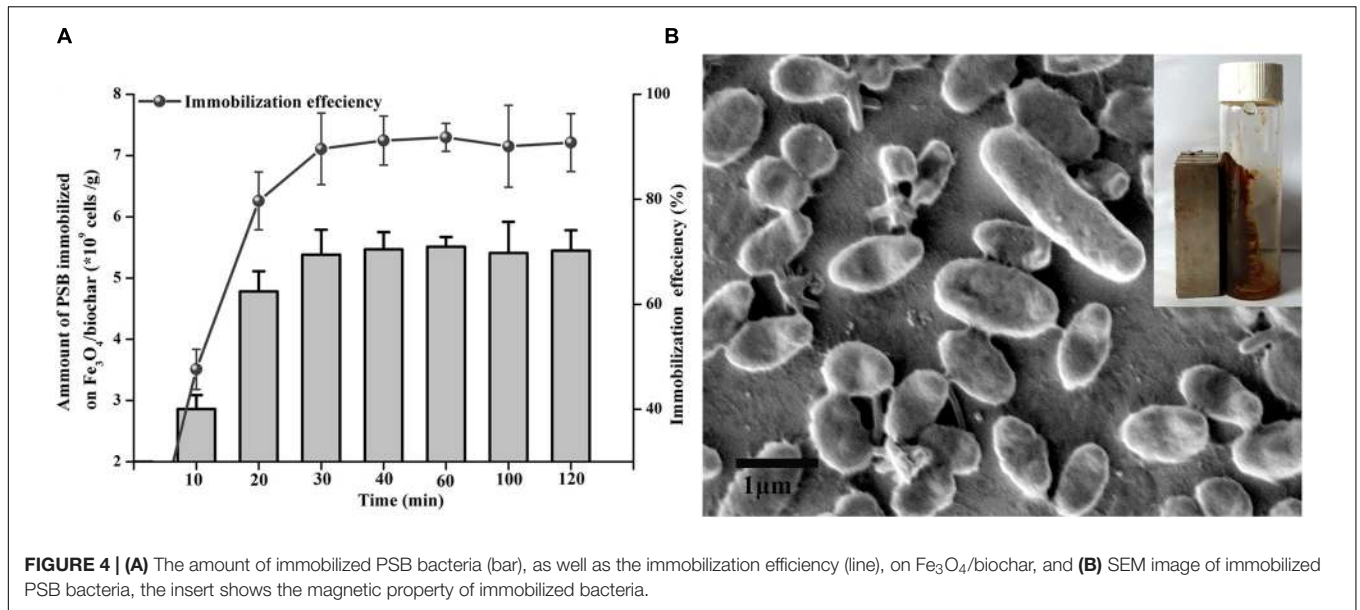 A
B
Immobilization effeciency
Ammount of PSB immobilized
on Fe₃O₄/biochar (*10⁹ cells /g)
8
7
6
5
4
3
2
100
80
60
40
Immobilization effeciency (%)
10 20 30 40 60 100 120
Time (min)
1µm
FIGURE 4 | (A) The amount of immobilized PSB bacteria (bar), as well as the immobilization efficiency (line), on Fe₃O₄/biochar, and (B) SEM image of immobilized
PSB bacteria, the insert shows the magnetic property of immobilized bacteria.